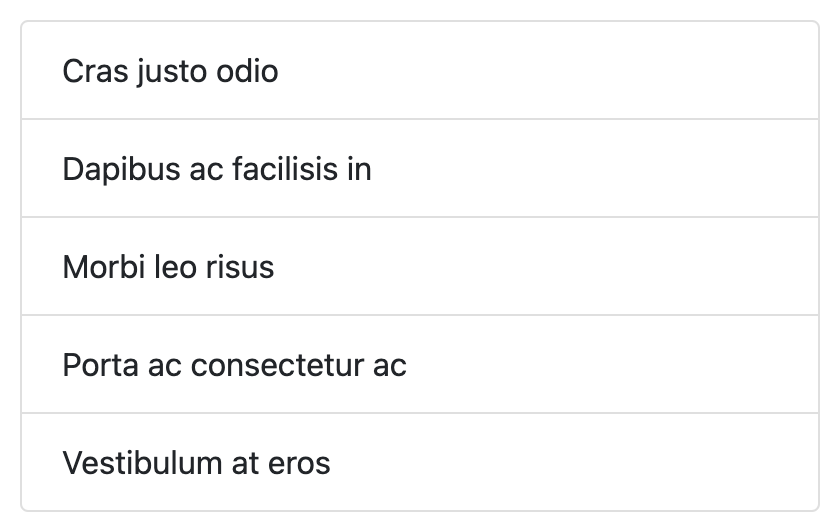 Cras justo odio
Dapibus ac facilisis in
Morbi leo risus
Porta ac consectetur ac
Vestibulum at eros